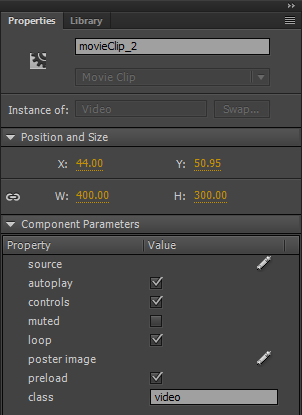 Properties Library
movieClip_2
Movie Clip
Instance of: Video Swap...
Position and Size
X: 44.00 Y: 50.95
W: 400.00 H: 300.00
Component Parameters
Property Value
source
autoplay
controls
muted
loop
poster image
preload
class video